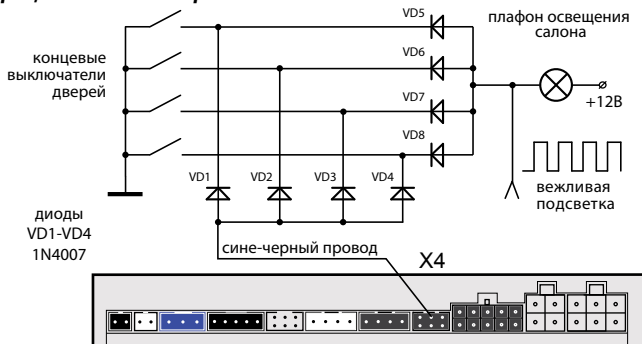 VD5
плафон освещения
салона
концевые
выключатели
дверей
VD6
VD7
+12В
VD8
VD1
VD2
VD3
VD4
вежливая
подсветка
диоды
VD1-VD4
1N4007
сине-черный провод
X4